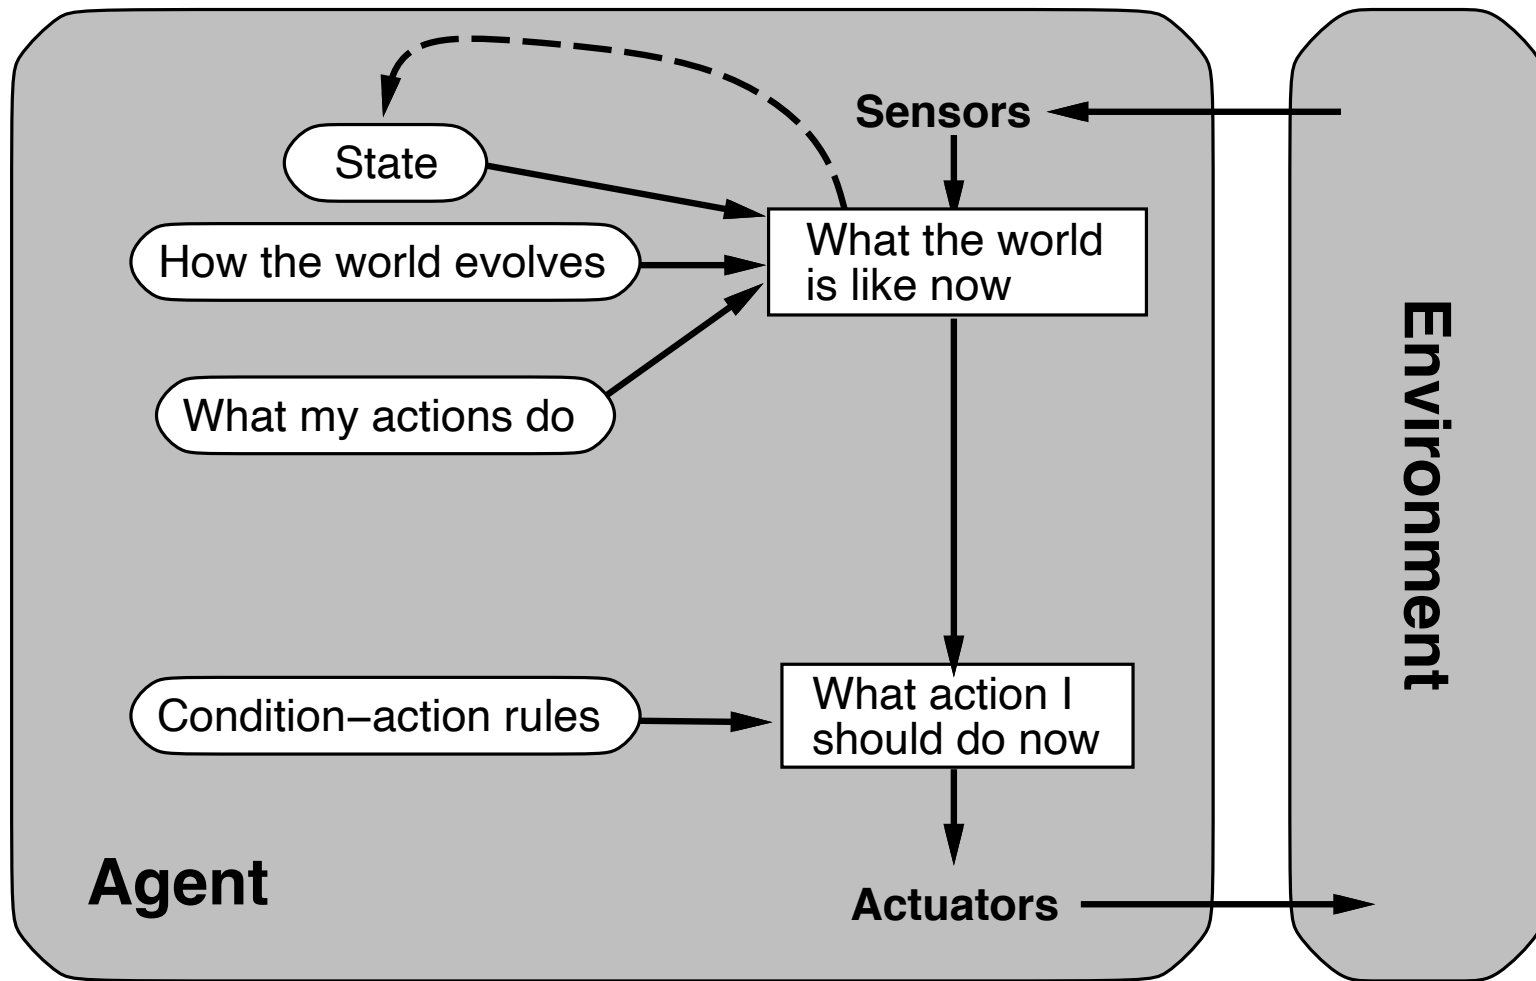 Sensors
State
How the world evolves
What the world
is like now
What my actions do
Environment
Condition–action rules
What action I
should do now
Agent
Actuators